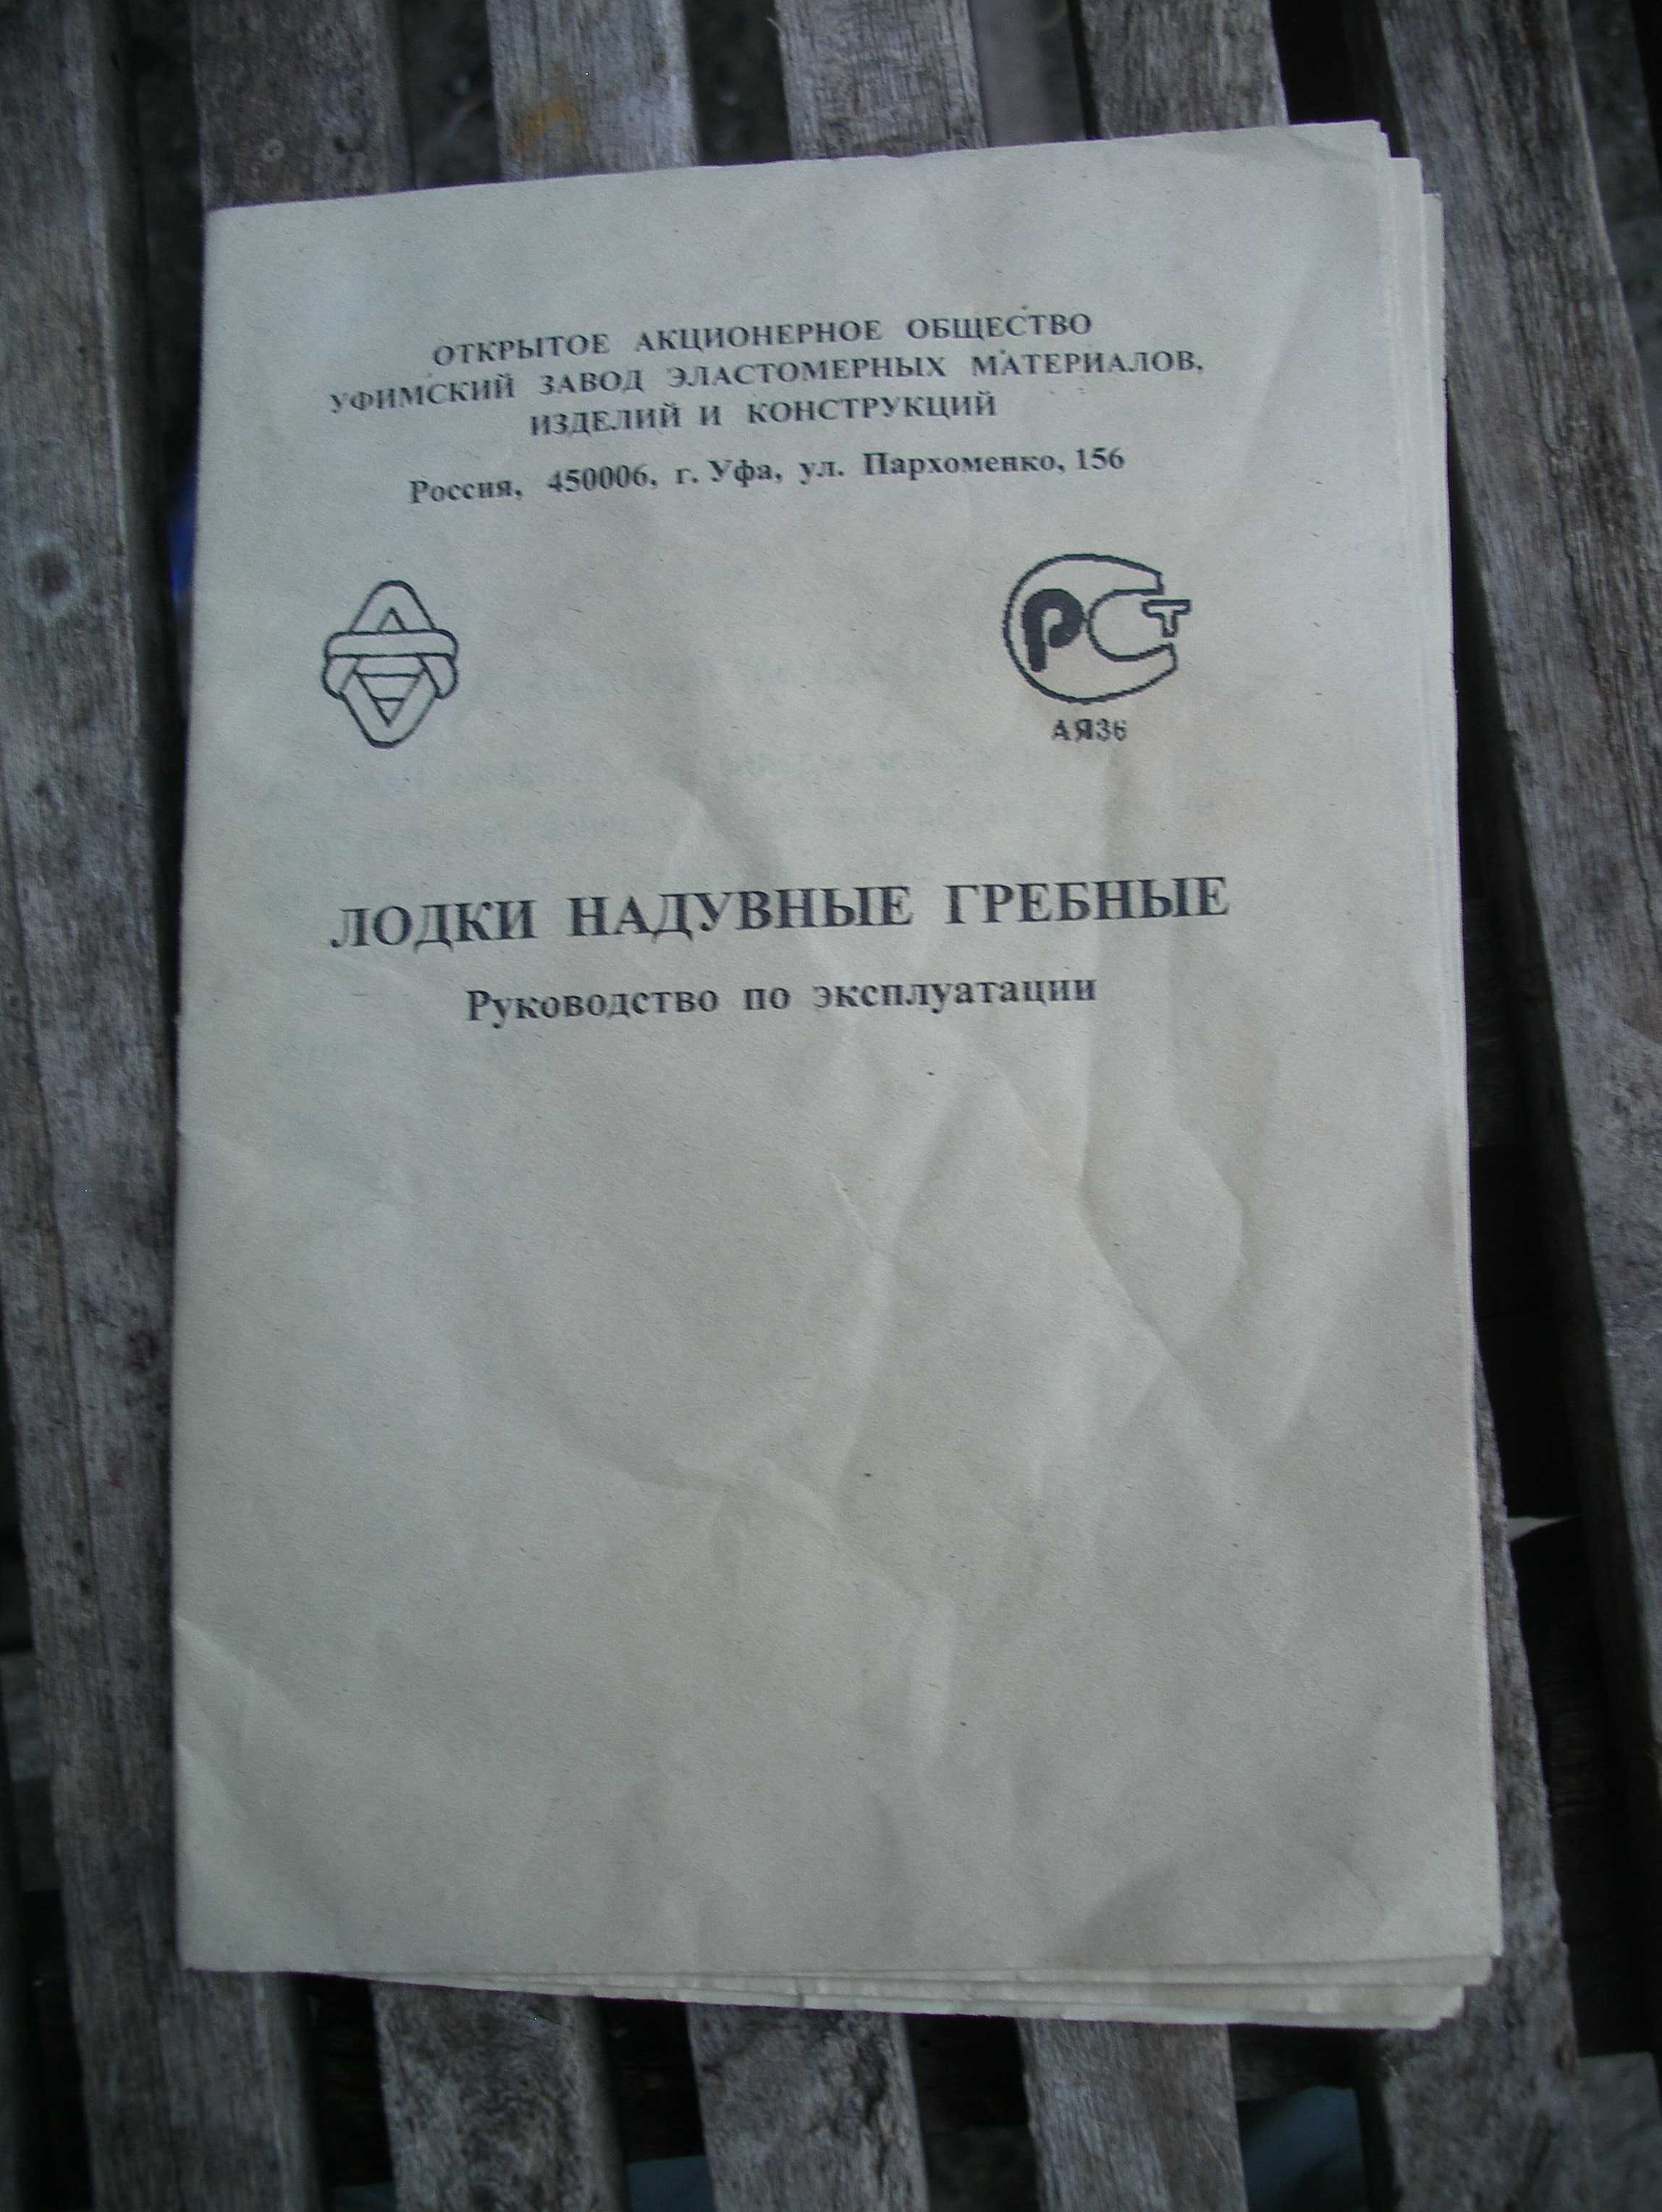 ОТКРЫТОЕ АКЦИОНЕРНОЕ ОБЩЕСТВО
УФИМСКИЙ ЗАВОД ЭЛАСТОМЕРНЫХ МАТЕРИАЛОВ,
ИЗДЕЛИЙ И КОНСТРУКЦИЙ
Россия, 450006, г. Уфа, ул. Пархоменко, 156
РСТ
АЯ36
ЛОДКИ НАДУВНЫЕ ГРЕБНЫЕ
Руководство по эксплуатации